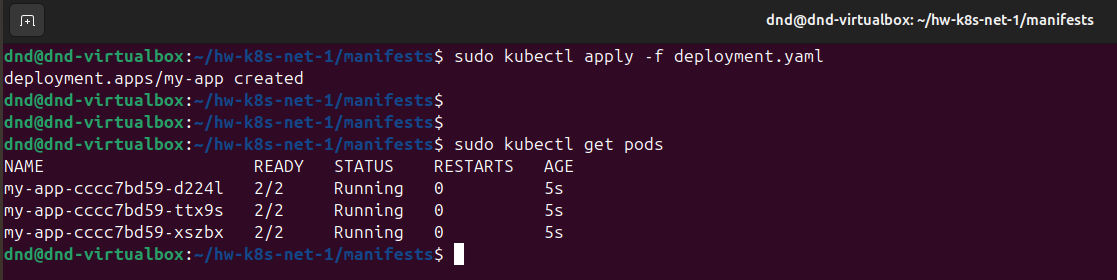 dnd@dnd-virtualbox: ~/hw-k8s-net-1/manifests
dnd@dnd-virtualbox:~/hw-k8s-net-1/manifests$ sudo kubectl apply -f deployment.yaml
deployment.apps/my-app created
dnd@dnd-virtualbox:~/hw-k8s-net-1/manifests$
dnd@dnd-virtualbox:~/hw-k8s-net-1/manifests$
dnd@dnd-virtualbox:~/hw-k8s-net-1/manifests$ sudo kubectl get pods
NAME                     READY   STATUS    RESTARTS   AGE
my-app-cccc7bd59-d224l   2/2     Running   0          5s
my-app-cccc7bd59-ttx9s   2/2     Running   0          5s
my-app-cccc7bd59-xszbx   2/2     Running   0          5s
dnd@dnd-virtualbox:~/hw-k8s-net-1/manifests$